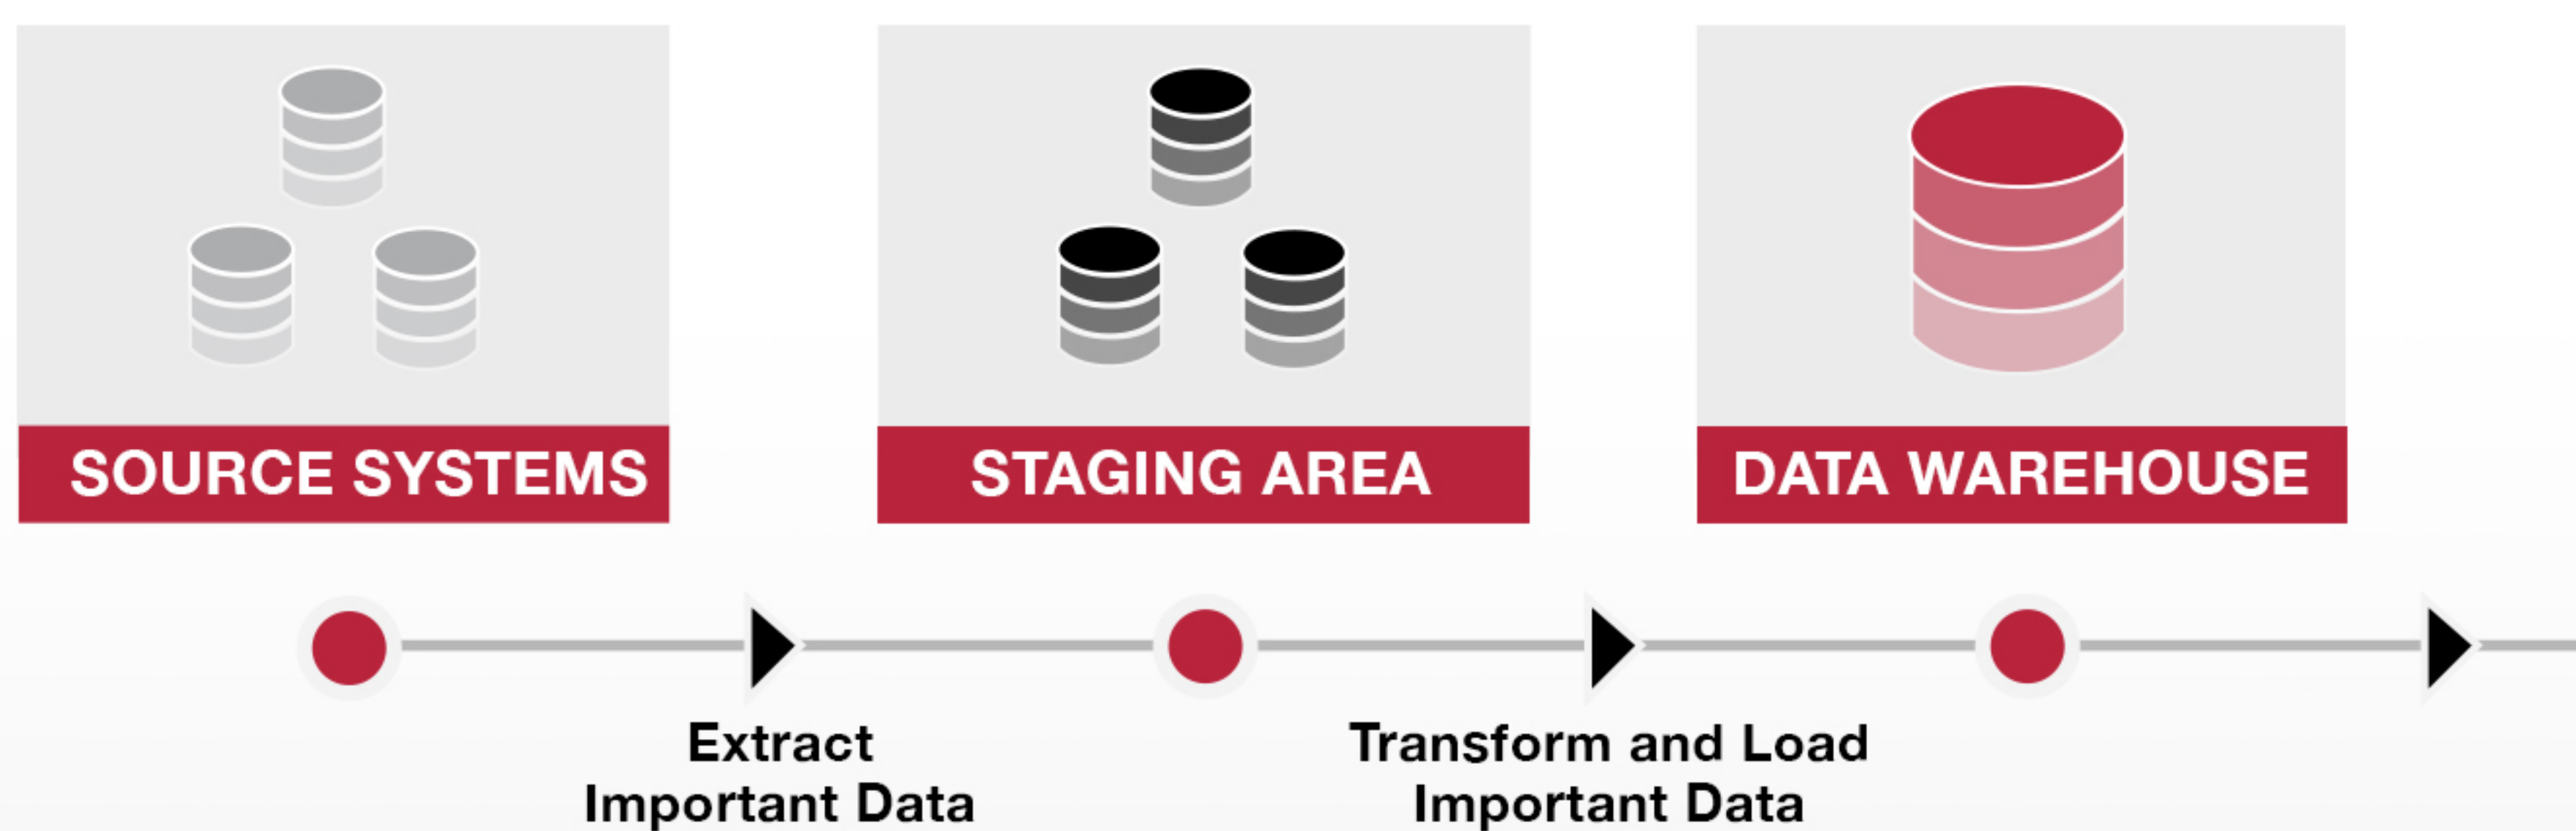 SOURCE SYSTEMS
STAGING AREA
DATA WAREHOUSE
Extract
Important Data
Transform and Load
Important Data